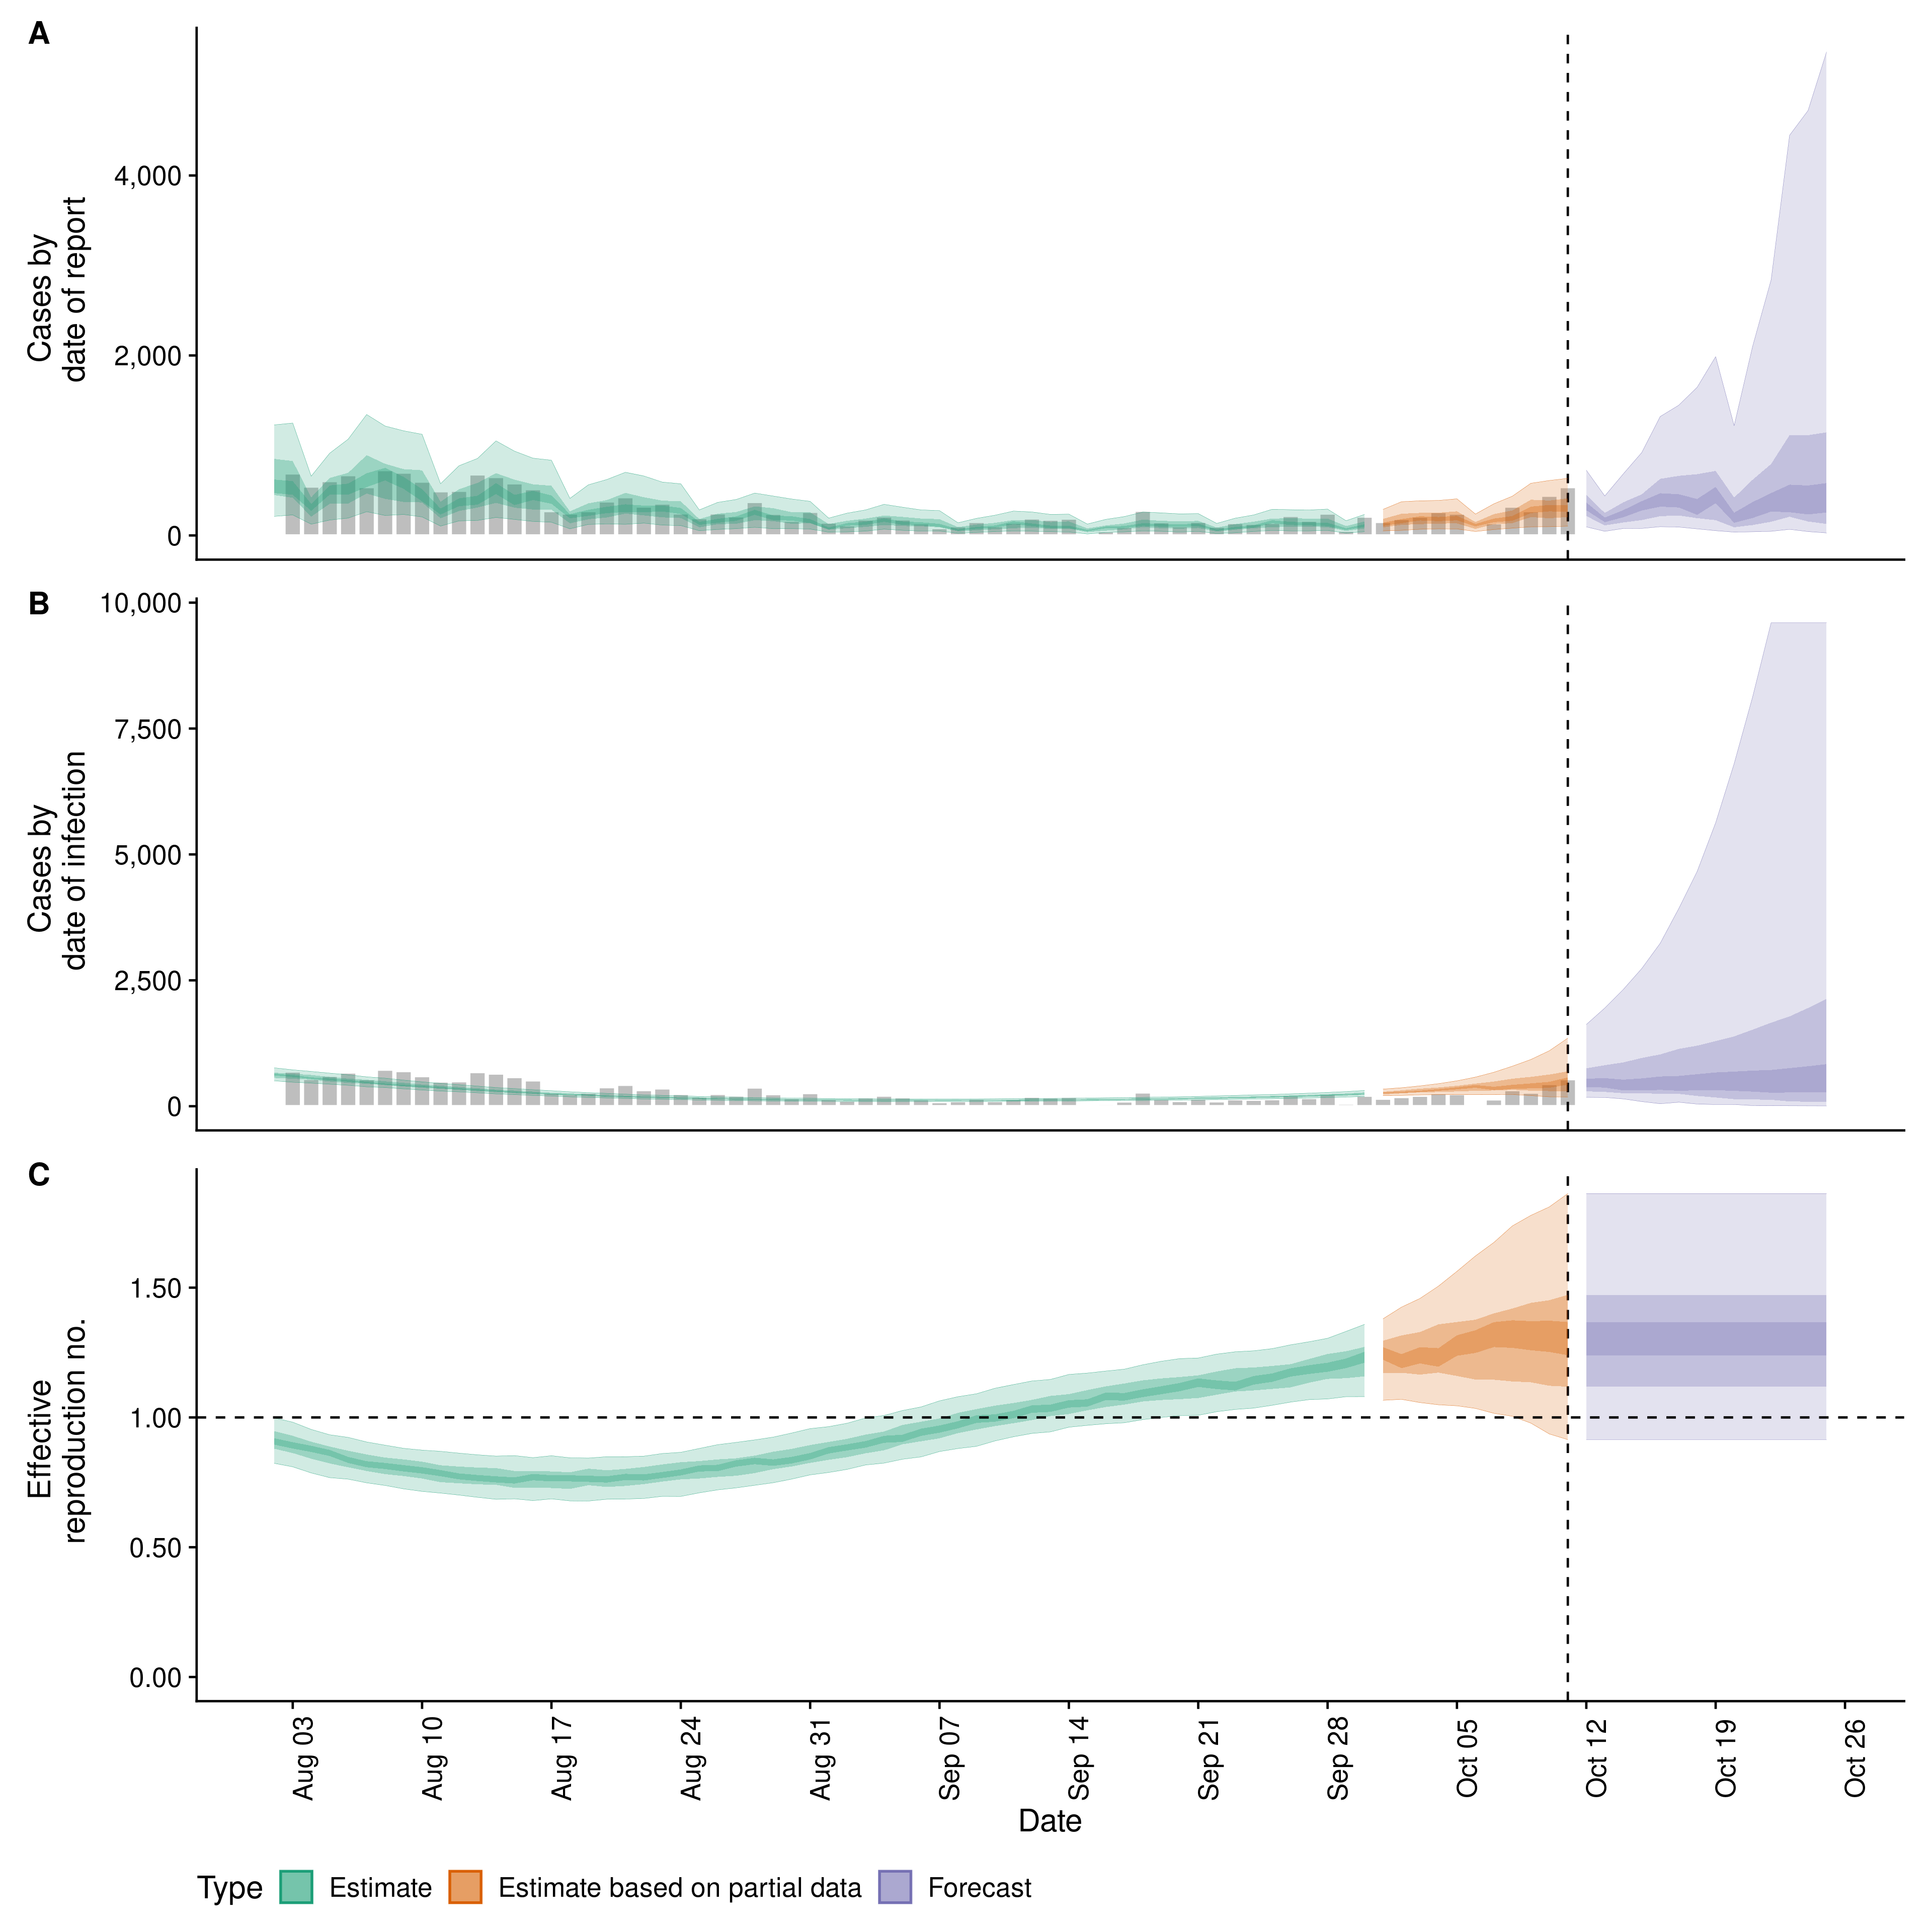 A
Cases by
date of report
4,000
2,000
0
B
Cases by
date of infection
10,000
7,500
5,000
2,500
0
C
Effective
reproduction no.
1.50
1.00
0.50
0.00
Aug 03
Aug 10
Aug 17
Aug 24
Aug 31
Sep 07
Sep 14
Sep 21
Sep 28
Oct 05
Oct 12
Oct 19
Oct 26
Date
Type Estimate Estimate based on partial data Forecast